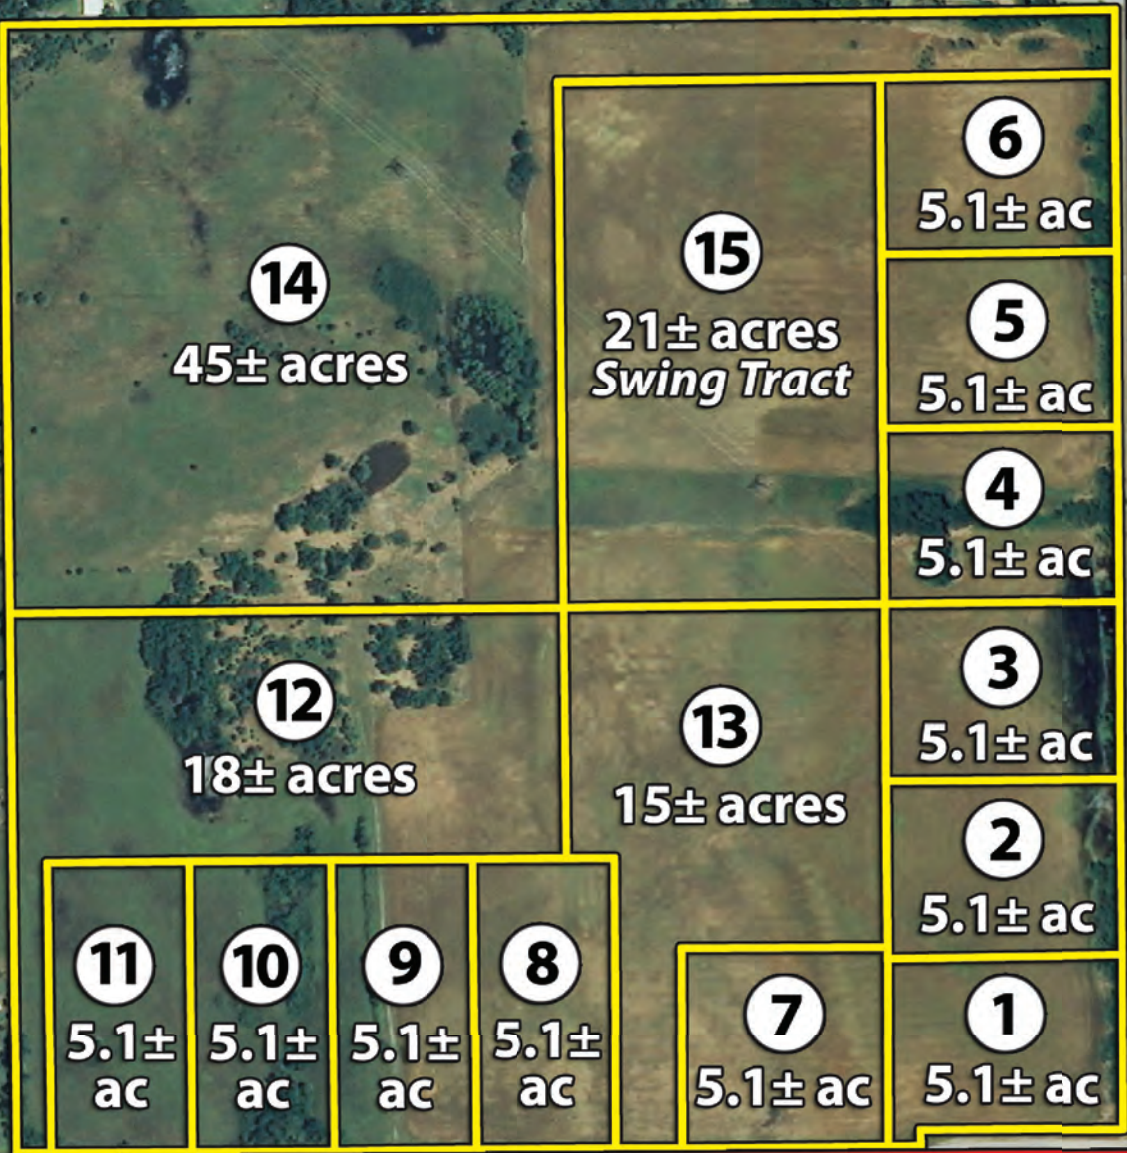 14
45± acres
15
21± acres
Swing Tract
6
5.1± ac
5
5.1± ac
4
5.1± ac
12
18± acres
13
15± acres
3
5.1± ac
2
5.1± ac
11
5.1±
ac
10
5.1±
ac
9
5.1±
ac
8
5.1±
ac
7
5.1± ac
1
5.1± ac